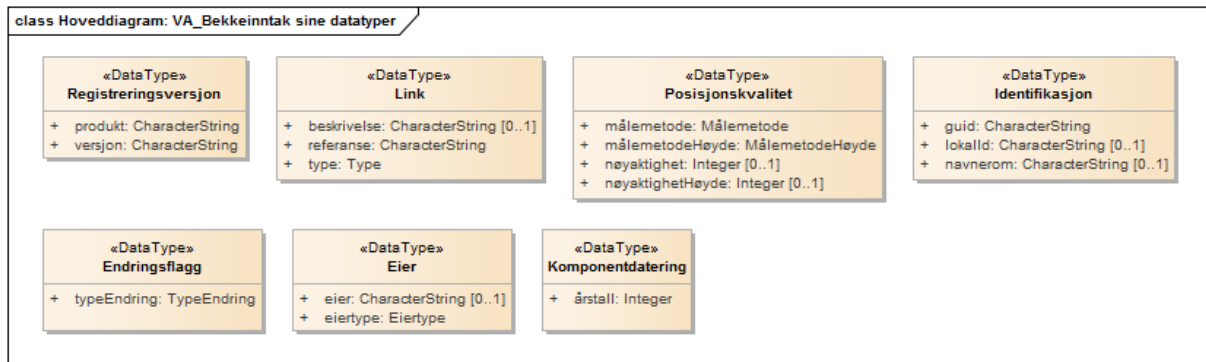 class Hoveddiagram: VA_Bekkeinntak sine datatyper
«DataType»
Registreringsversjon
+ produkt: CharacterString
+ versjon: CharacterString
«DataType»
Link
+ beskrivelse: CharacterString [0..1]
+ referanse: CharacterString
+ type: Type
«DataType»
Posisjonskvalitet
+ målemetode: Målemetode
+ målemetodeHøyde: MålemetodeHøyde
+ nøyaktighet: Integer [0..1]
+ nøyaktighetHøyde: Integer [0..1]
«DataType»
Identifikasjon
+ guid: CharacterString
+ lokalId: CharacterString [0..1]
+ navnerom: CharacterString [0..1]
«DataType»
Endringsflagg
+ typeEndring: TypeEndring
«DataType»
Eier
+ eier: CharacterString [0..1]
+ eiertype: Eiertype
«DataType»
Komponentdatering
+ årstall: Integer